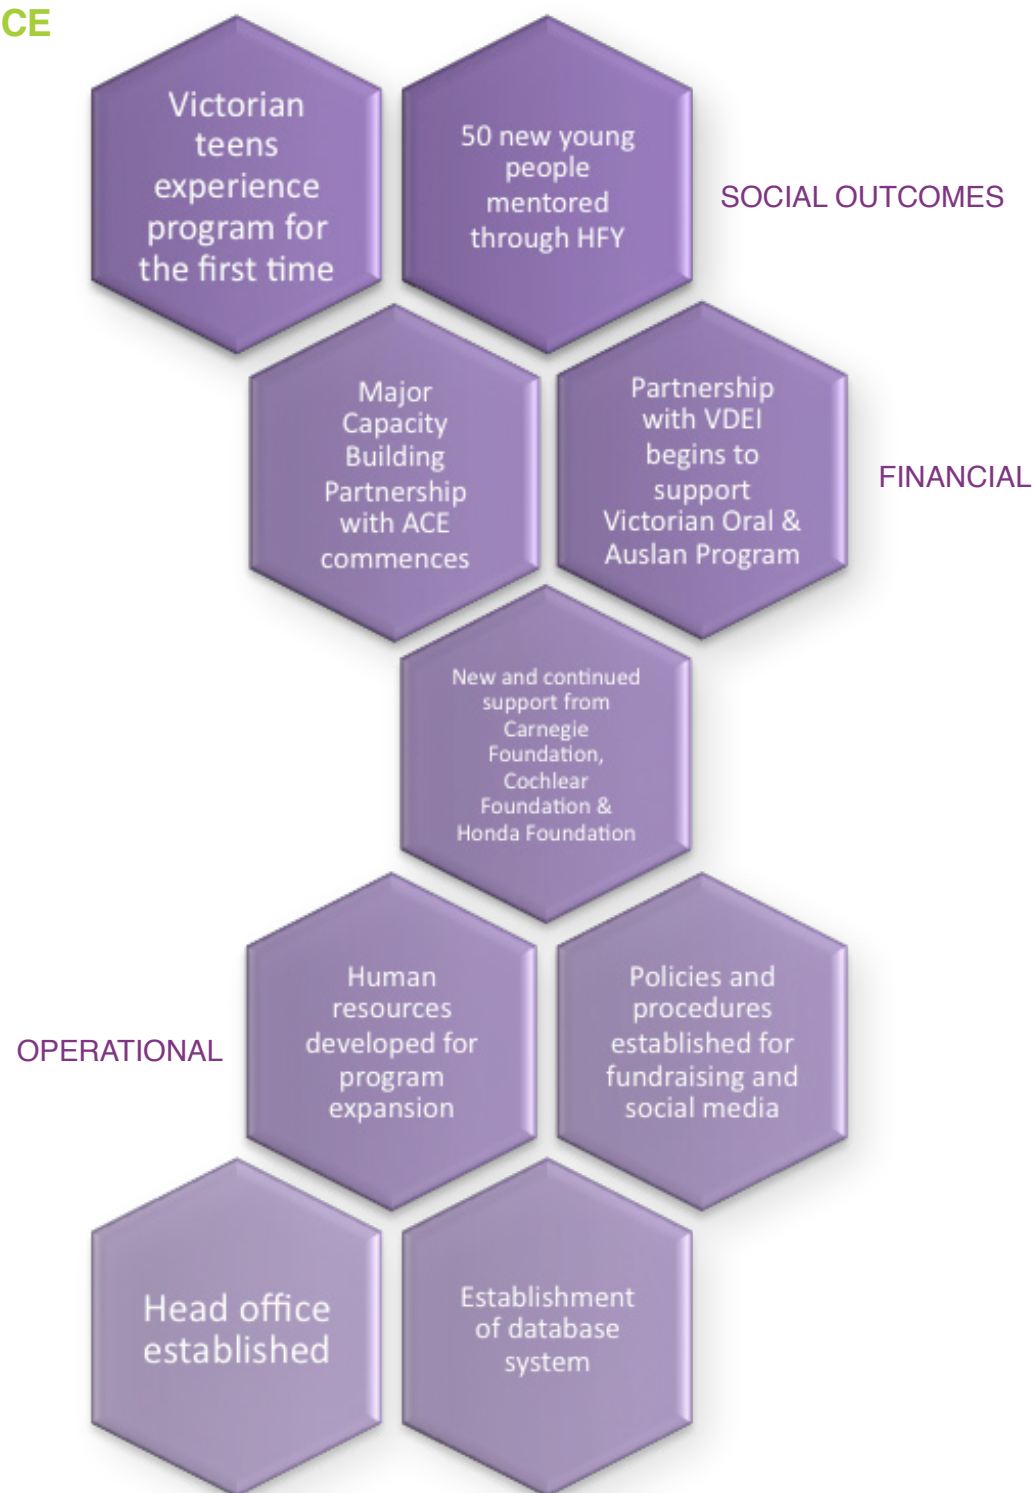 CE
Victorian
teens
experience
program for
the first time
50 new young
people
mentored
through HFY
SOCIAL OUTCOMES
Major
Capacity
Building
Partnership
with ACE
commences
Partnership
with VDEI
begins to
support
Victorian Oral &
Auslan Program
FINANCIAL
New and continued
support from
Carnegie
Foundation,
Cochlear
Foundation &
Honda Foundation
OPERATIONAL
Human
resources
developed for
program
expansion
Policies and
procedures
established for
fundraising and
social media
Head office
established
Establishment
of database
system